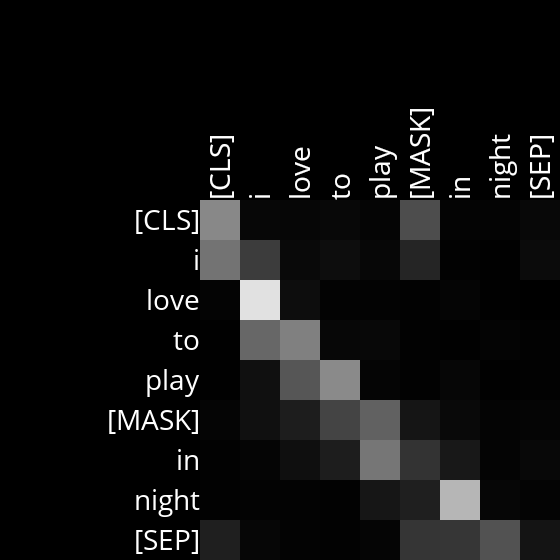 [CLS] i love to play [MASK] in night [SEP]
[CLS]
i
love
to
play
[MASK]
in
night
[SEP]